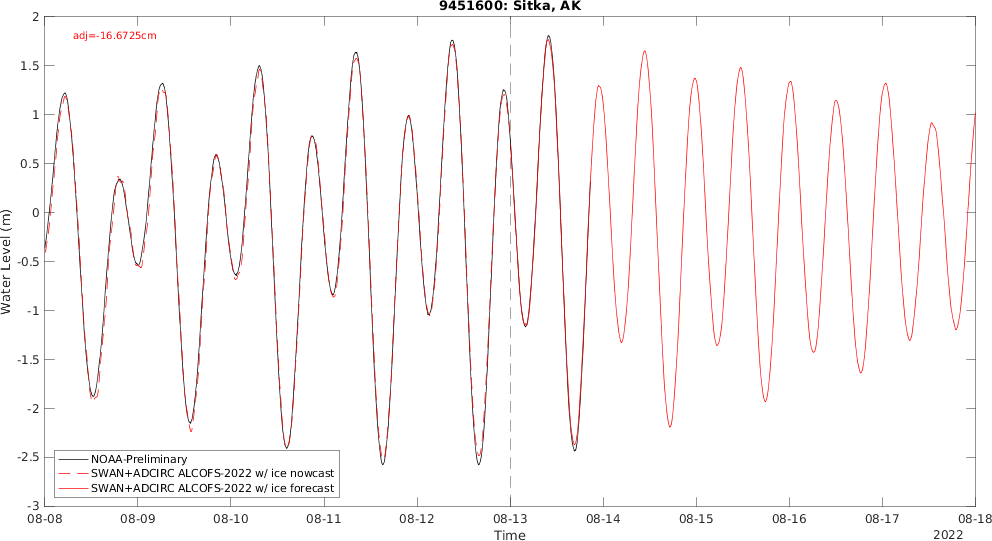 9451600: Sitka, AK
adj=-16.6725cm
2
1.5
1
0.5
0
-0.5
-1
-1.5
-2
-2.5
-3
Water Level (m)
NOAA-Preliminary
SWAN+ADCIRC ALCOFS-2022 w/ ice nowcast
SWAN+ADCIRC ALCOFS-2022 w/ ice forecast
08-08 08-09 08-10 08-11 08-12 08-13 08-14 08-15 08-16 08-17 08-18
Time
2022